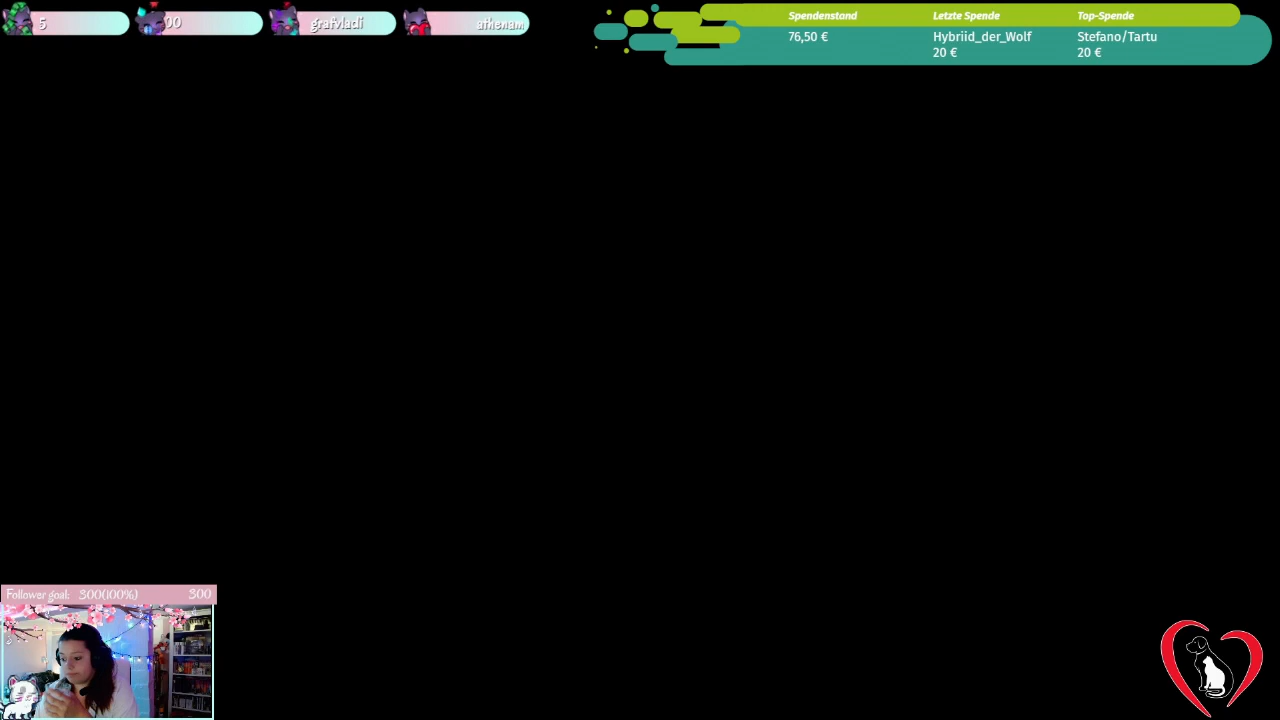 5
00
grafvladi
athenam
Spendenstand
Letzte Spende
Top-Spende
76,50 €
Hybriid_der_Wolf
Stefano/Tartu
20 €
20 €
Follower goal: 300(100%) 300